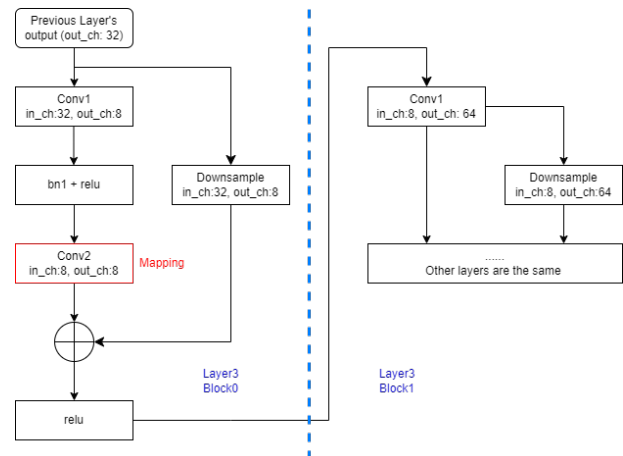 Previous Layer's
output (out_ch: 32)
Conv1
in_ch:32, out_ch:8
bn1 + relu
Downsample
in_ch:32, out_ch:8
Conv2
in_ch:8, out_ch:8
Mapping
Layer3
Block0
relu
Conv1
in_ch:8, out_ch: 64
Downsample
in_ch:8, out_ch:64
......
Other layers are the same
Layer3
Block1